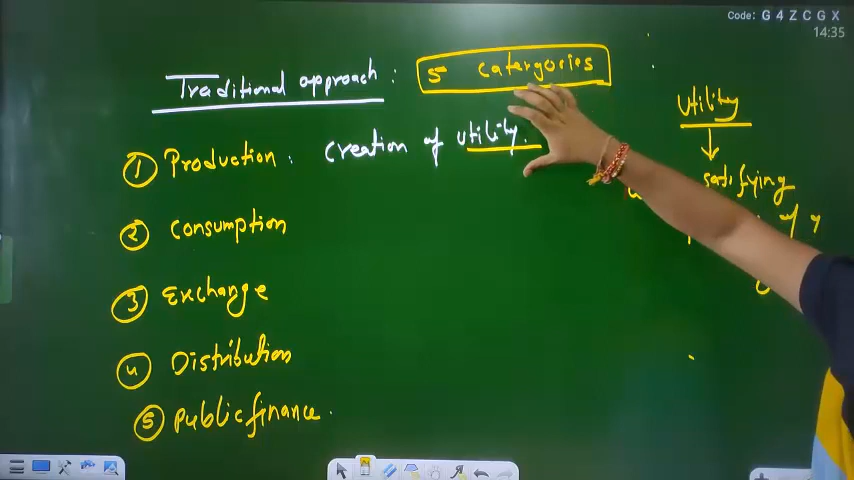 Code: G4ZCGX
14:35
Traditional approach : 5 catergories
① Production : Creation of utility.
② Consumption
③ Exchange
④ Distribution
⑤ Public finance
Utility
↓
satisfying
of